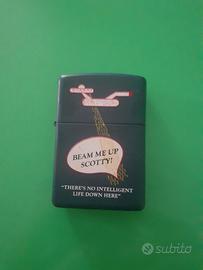 BEAM ME UP
SCOTTY!
"THERE'S NO INTELLIGENT
LIFE DOWN HERE"
subito